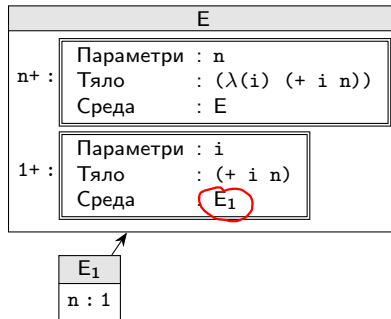 E
n+ :
Параметри : n
Тяло : (λ(i) (+ i n))
Среда : E
1+ :
Параметри : i
Тяло : (+ i n)
Среда : E₁
E₁
n : 1